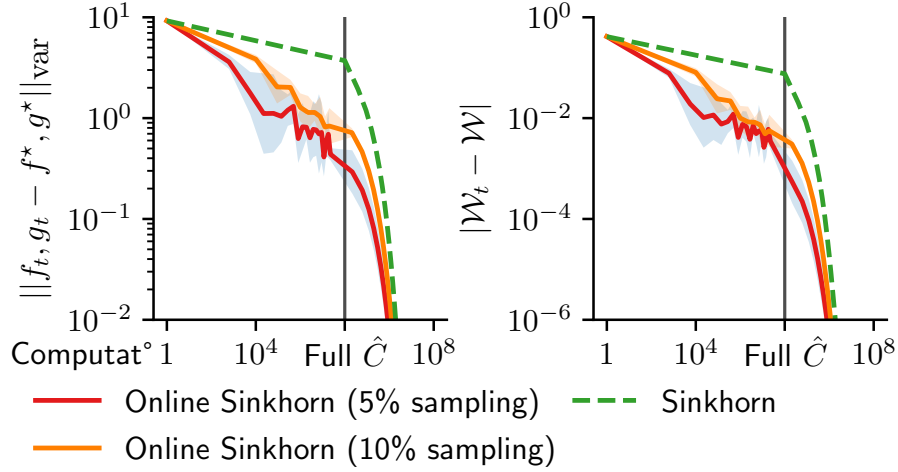 ||f_t, g_t − f^⋆, g^⋆||_var
10^1
10^0
10^{-1}
10^{-2}
|𝒲_t − 𝒲|
10^0
10^{-2}
10^{-4}
10^{-6}
Computat° 1 10^4 Full Ĉ 10^8 1 10^4 Full Ĉ 10^8
Online Sinkhorn (5% sampling) Sinkhorn
Online Sinkhorn (10% sampling)